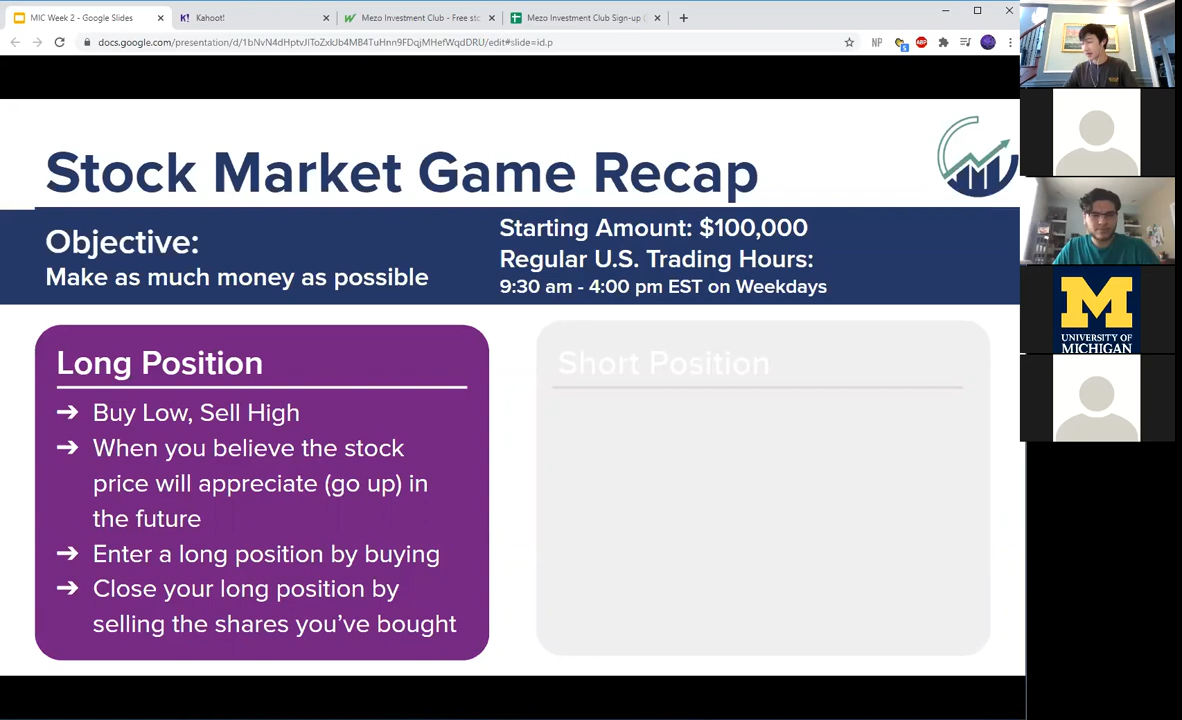 MIC Week 2 - Google Slides
Kahoot!
Mezo Investment Club - Free sto
Mezo Investment Club Sign-up (
docs.google.com/presentation/d/1bNvN4dHptvJIToZxkJb4MB4TuHnn9FDqjMHefWqdDRU/edit#slide=id.p
NP
5
ABP
Stock Market Game Recap
Objective:
Make as much money as possible
Starting Amount: $100,000
Regular U.S. Trading Hours:
9:30 am - 4:00 pm EST on Weekdays
Long Position
➔ Buy Low, Sell High
➔ When you believe the stock
price will appreciate (go up) in
the future
➔ Enter a long position by buying
➔ Close your long position by
selling the shares you’ve bought
Short Position
M
UNIVERSITY OF
MICHIGAN